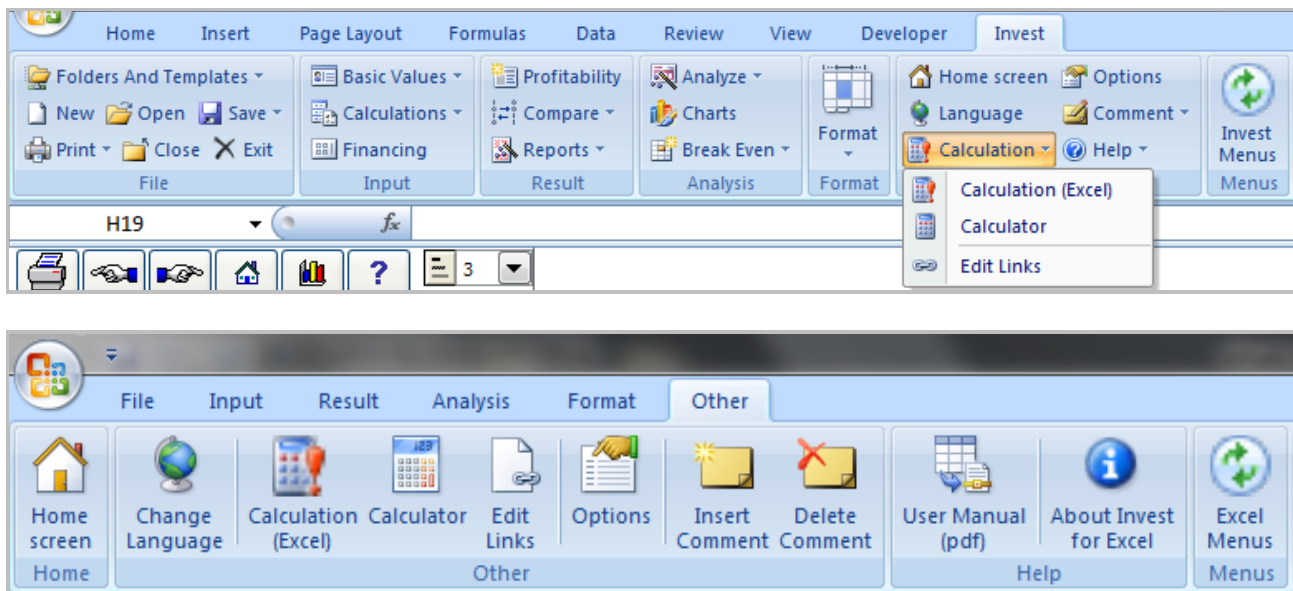 Home Insert Page Layout Formulas Data Review View Developer Invest
Folders And Templates Basic Values Profitability Analyze Home screen Options
New Open Save Calculations Compare Charts Format Language Comment Invest Menus
Print Close Exit Financing Reports Break Even Calculation Help
File Input Result Analysis Format Menus
Calculation (Excel)
H19 fx Calculator
? 3 Edit Links
File Input Result Analysis Format Other
123
Home screen Change Language Calculation (Excel) Calculator Edit Links Options Insert Comment Delete Comment User Manual (pdf) About Invest for Excel Excel Menus
Home Other Help Menus